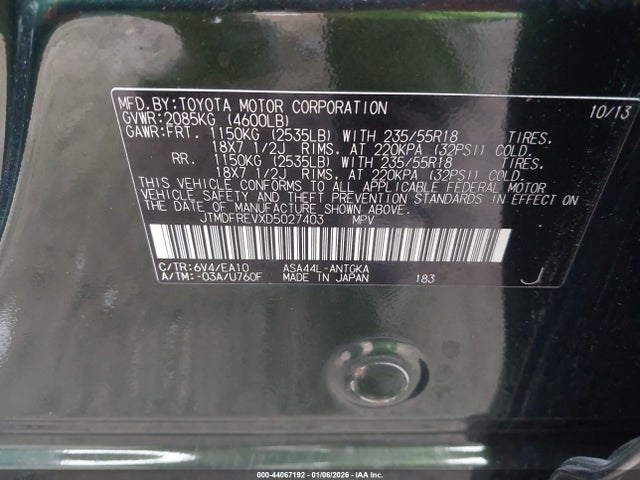 MFD.BY:TOYOTA MOTOR CORPORATION 10/13
GVWR:2085KG (4600LB)
GAWR:FRT. 1150KG (2535LB) WITH 235/55R18 TIRES,
18X7 1/2J RIMS, AT 220KPA (32PSI) COLD.
RR. 1150KG (2535LB) WITH 235/55R18 TIRES,
18X7 1/2J RIMS, AT 220KPA (32PSI) COLD.
THIS VEHICLE CONFORMS TO ALL APPLICABLE FEDERAL MOTOR
VEHICLE SAFETY AND THEFT PREVENTION STANDARDS IN EFFECT ON
THE DATE OF MANUFACTURE SHOWN ABOVE.
JTMDFREVXD5027403 MPV
C/TR:6V4/EA10 ASA44L-ANTGKA
A/TM:-03A/U760F MADE IN JAPAN 183 J
000-44067192 - 01/06/2026 - IAA Inc.